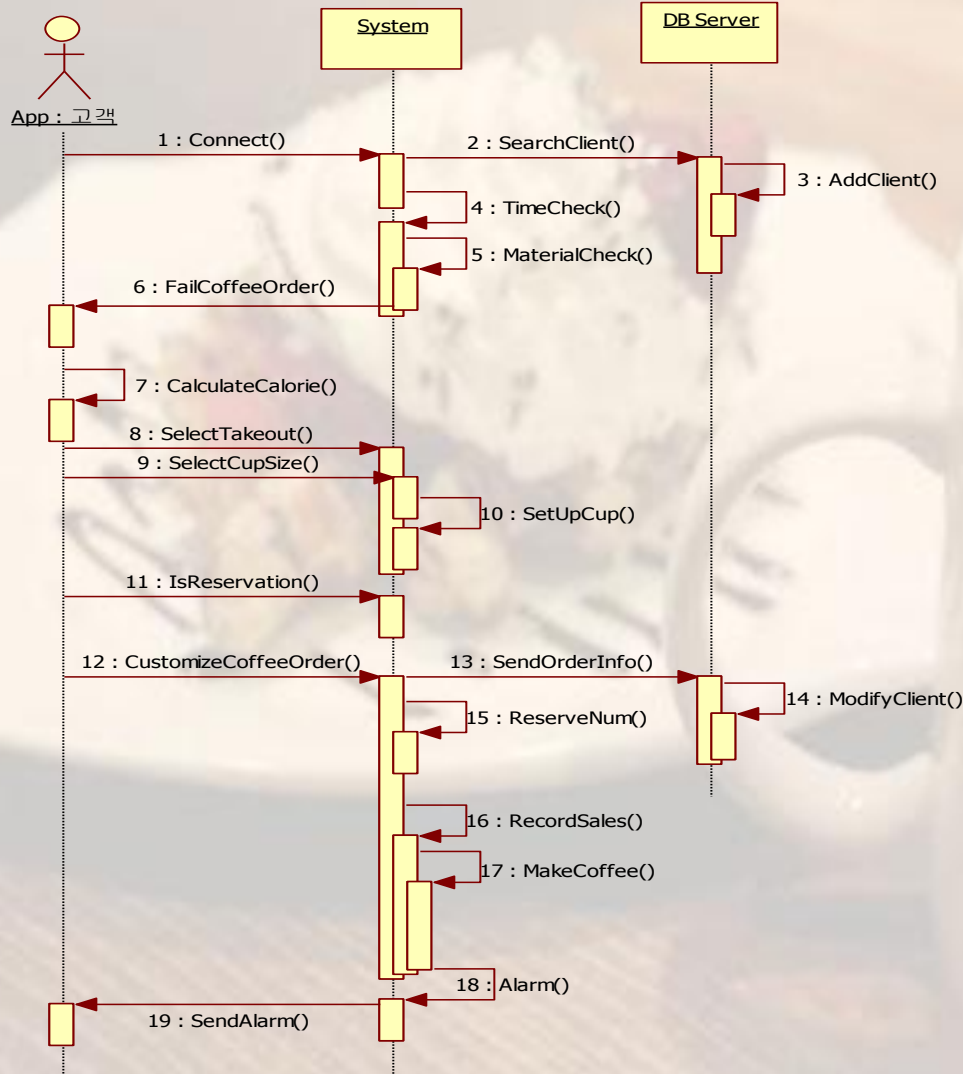 System
DB Server
App : 고객
1 : Connect()
2 : SearchClient()
3 : AddClient()
4 : TimeCheck()
5 : MaterialCheck()
6 : FailCoffeeOrder()
7 : CalculateCalorie()
8 : SelectTakeout()
9 : SelectCupSize()
10 : SetUpCup()
11 : IsReservation()
12 : CustomizeCoffeeOrder()
13 : SendOrderInfo()
14 : ModifyClient()
15 : ReserveNum()
16 : RecordSales()
17 : MakeCoffee()
18 : Alarm()
19 : SendAlarm()